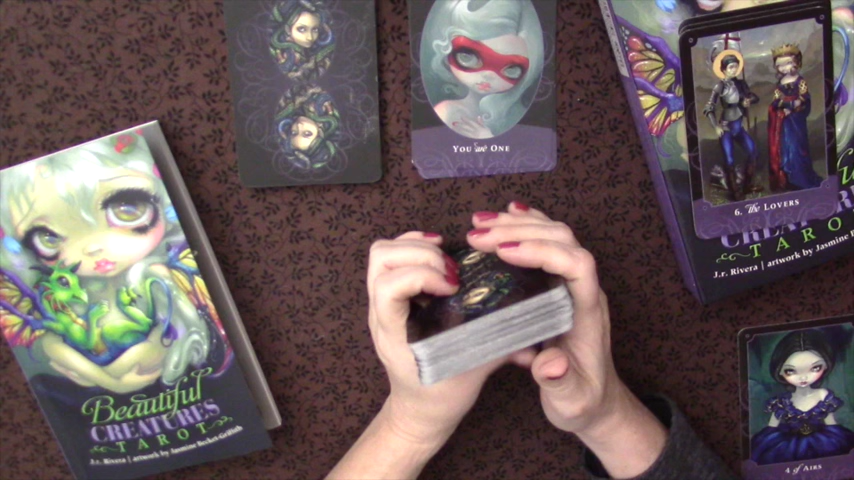 YOU are ONE
6. The LOVERS
TAROT
J.r. Rivera | artwork by Jasmine Be
Beautiful
CREATURES
TAROT
J.r. Rivera | artwork by Jasmine Becket-Griffith
4 of AIRS